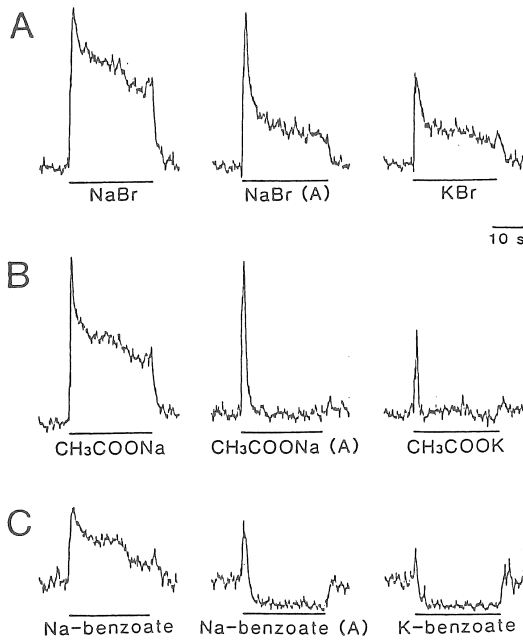 A
NaBr
NaBr (A)
KBr
10 s
B
CH3COONa
CH3COONa (A)
CH3COOK
C
Na-benzoate
Na-benzoate (A)
K-benzoate